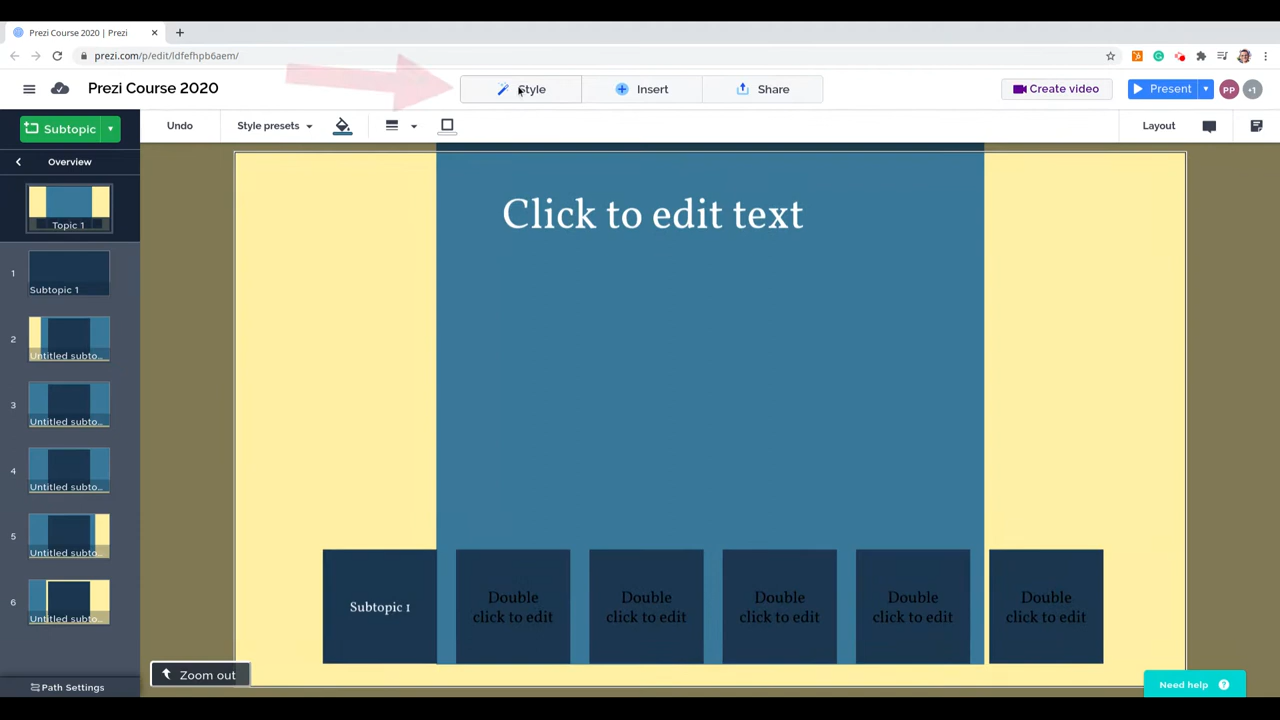 Prezi Course 2020 | Prezi
prezi.com/p/edit/ldfefhpb6aem/
Prezi Course 2020
Style
Insert
Share
Create video
Present
PP
+1
Subtopic
Undo
Style presets
Layout
Overview
Topic 1
1
Subtopic 1
2
Untitled subto...
3
Untitled subto...
4
Untitled subto...
5
Untitled subto...
6
Untitled subto...
Path Settings
Click to edit text
Subtopic 1
Double
click to edit
Double
click to edit
Double
click to edit
Double
click to edit
Double
click to edit
Zoom out
Need help ?